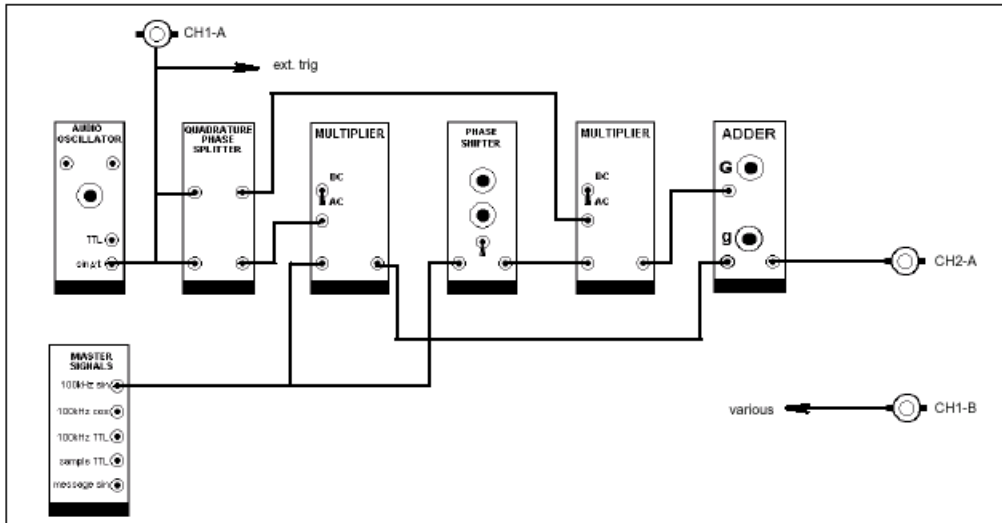 CH1-A
ext. trig
AUDIO
OSCILLATOR
TTL
sinμt
QUADRATURE
PHASE
SPLITTER
MULTIPLIER
DC
AC
PHASE
SHIFTER
MULTIPLIER
DC
AC
ADDER
G
g
CH2-A
MASTER
SIGNALS
100kHz sin
100kHz cos
100kHz TTL
sample TTL
message sin
various
CH1-B